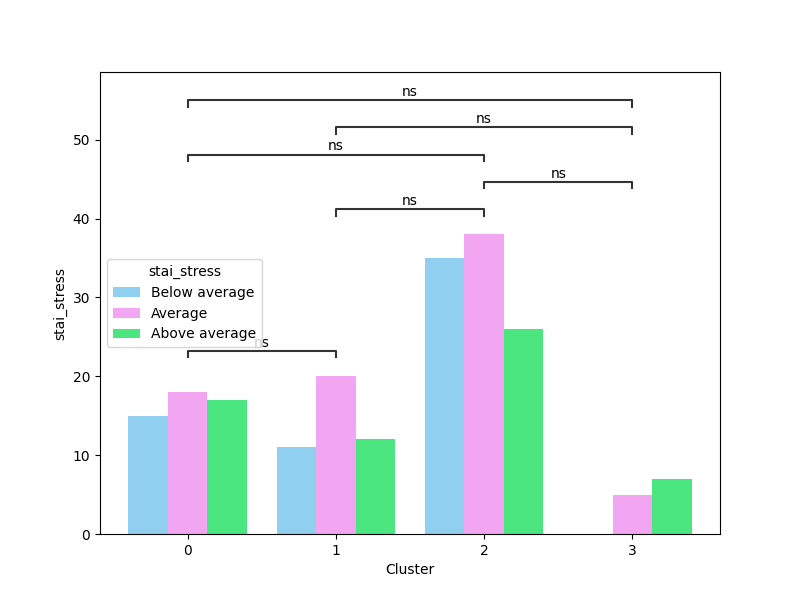 ns
ns
ns
ns
ns
50
40
30
20
10
0
stai_stress
stai_stress
Below average
Average
Above average
ns
0
1
2
3
Cluster